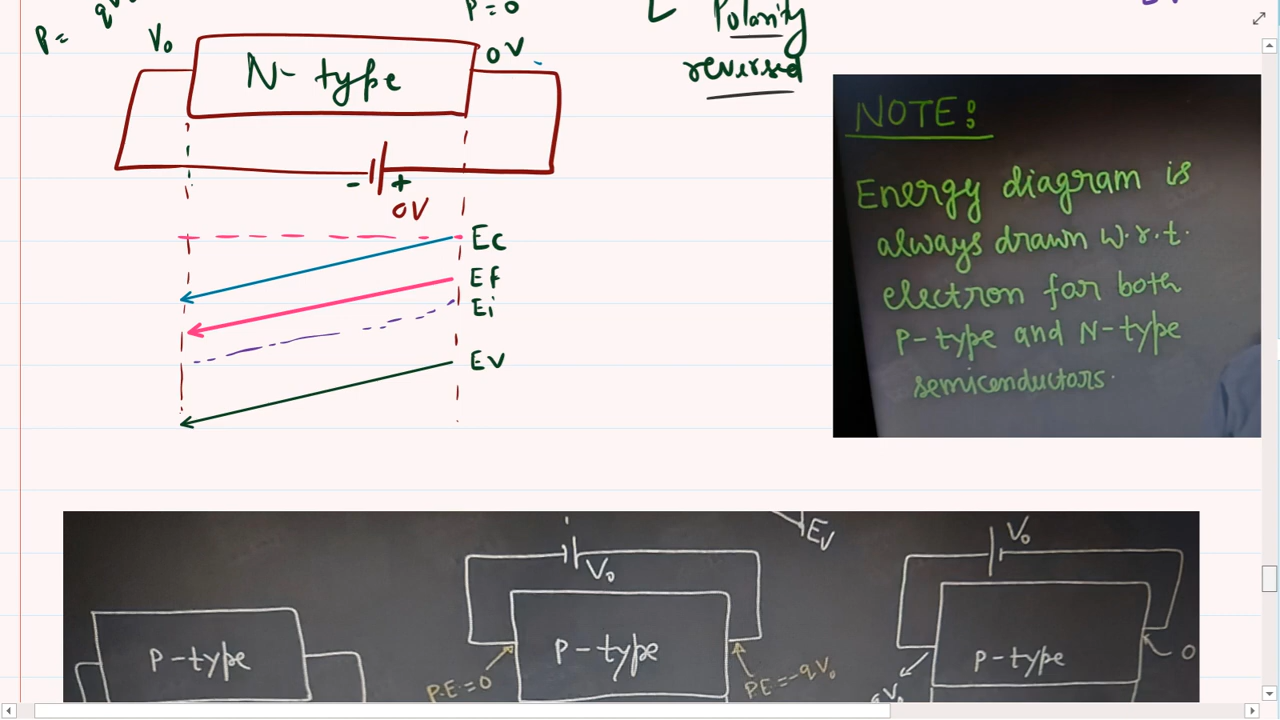 P=0
P=
V₀
N-type
0V
Polarity
reversed
- +
0V
Ec
Ef
Ei
Ev
NOTE:
Energy diagram is
always drawn w.r.t.
electron for both
P-type and N-type
semiconductors.
Ev
V₀
V₀
P-type
P-type
P-type
P.E.=0
PE=-qV₀
0